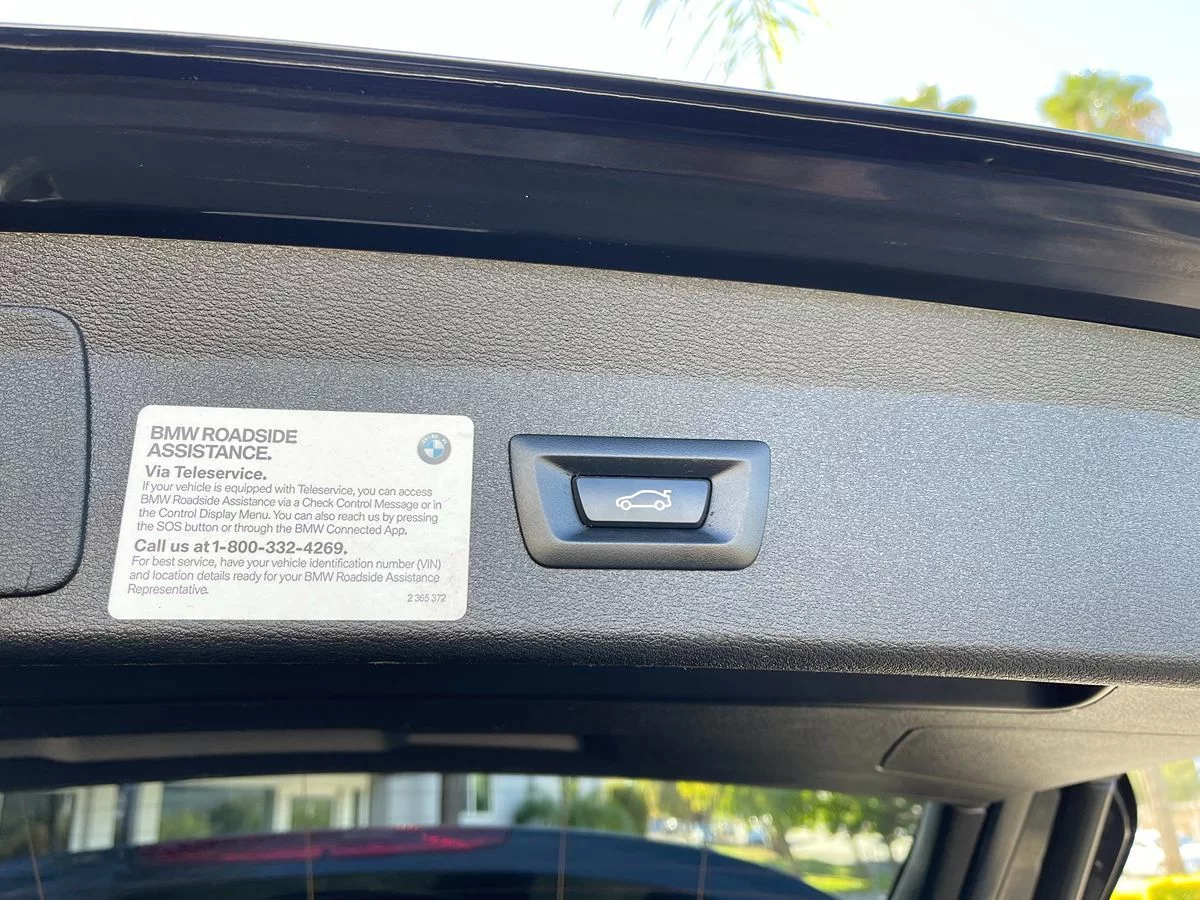 BMW ROADSIDE
ASSISTANCE.
Via Teleservice.
If your vehicle is equipped with Teleservice, you can access
BMW Roadside Assistance via a Check Control Message or in
the Control Display Menu. You can also reach us by pressing
the SOS button or through the BMW Connected App.
Call us at 1-800-332-4269.
For best service, have your vehicle identification number (VIN)
and location details ready for your BMW Roadside Assistance
Representative.
2 365 372